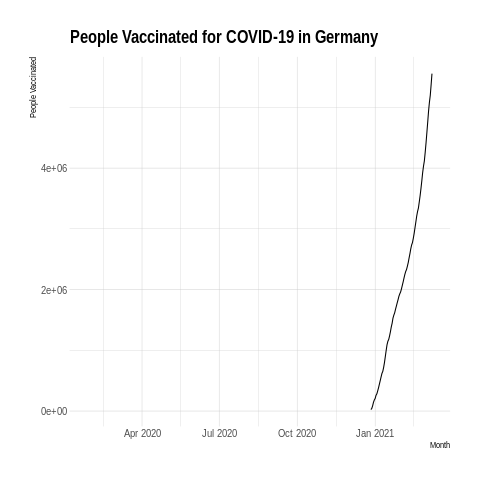 People Vaccinated for COVID-19 in Germany
People Vaccinated
4e+06
2e+06
0e+00
Apr 2020 Jul 2020 Oct 2020 Jan 2021
Month